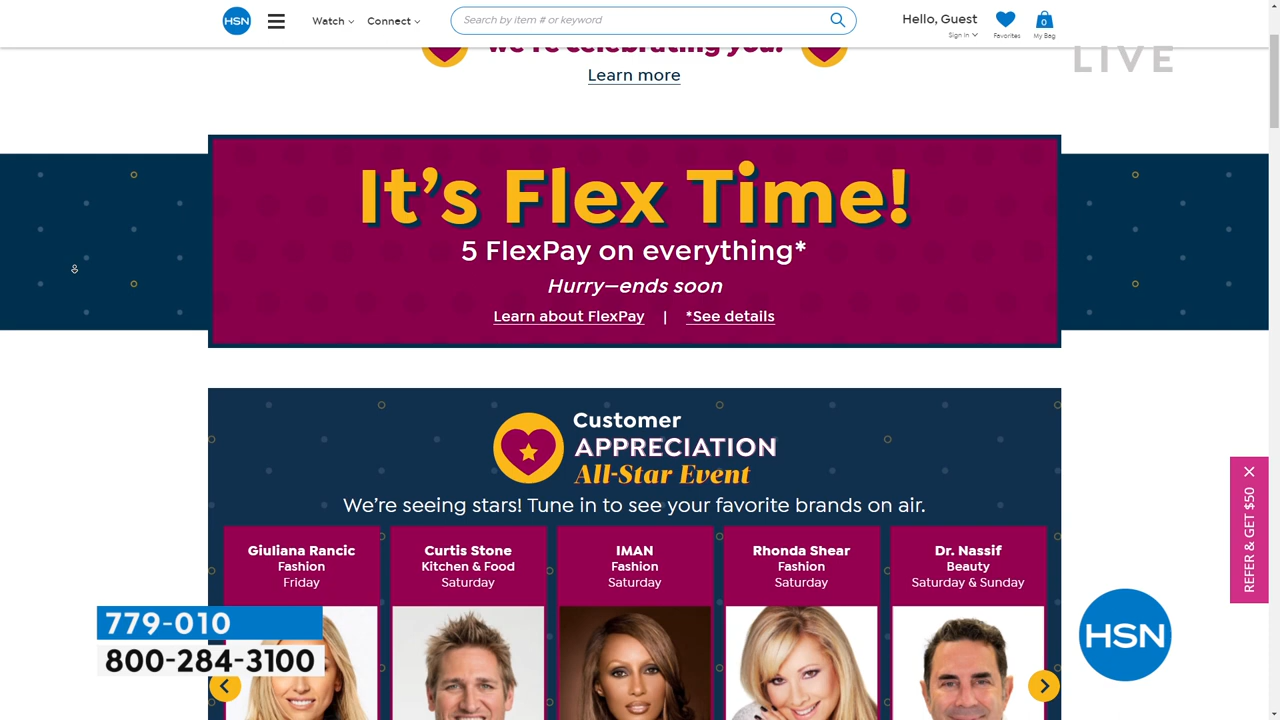 HSN
Watch
Connect
Search by item # or keyword
Hello, Guest
Sign In
Favorites
0
My Bag
we're celebrating you!
LIVE
Learn more
It's Flex Time!
5 FlexPay on everything*
Hurry—ends soon
Learn about FlexPay | *See details
Customer
APPRECIATION
All-Star Event
We're seeing stars! Tune in to see your favorite brands on air.
REFER & GET $50
Giuliana Rancic
Fashion
Friday
Curtis Stone
Kitchen & Food
Saturday
IMAN
Fashion
Saturday
Rhonda Shear
Fashion
Saturday
Dr. Nassif
Beauty
Saturday & Sunday
779-010
800-284-3100
HSN